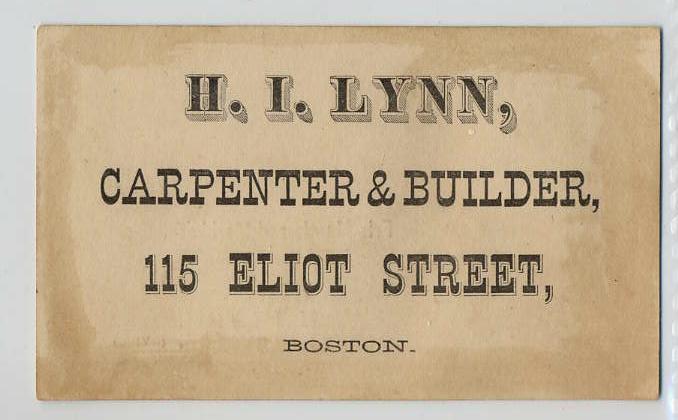 H. I. LYNN,
CARPENTER & BUILDER,
115 ELIOT STREET,
BOSTON.